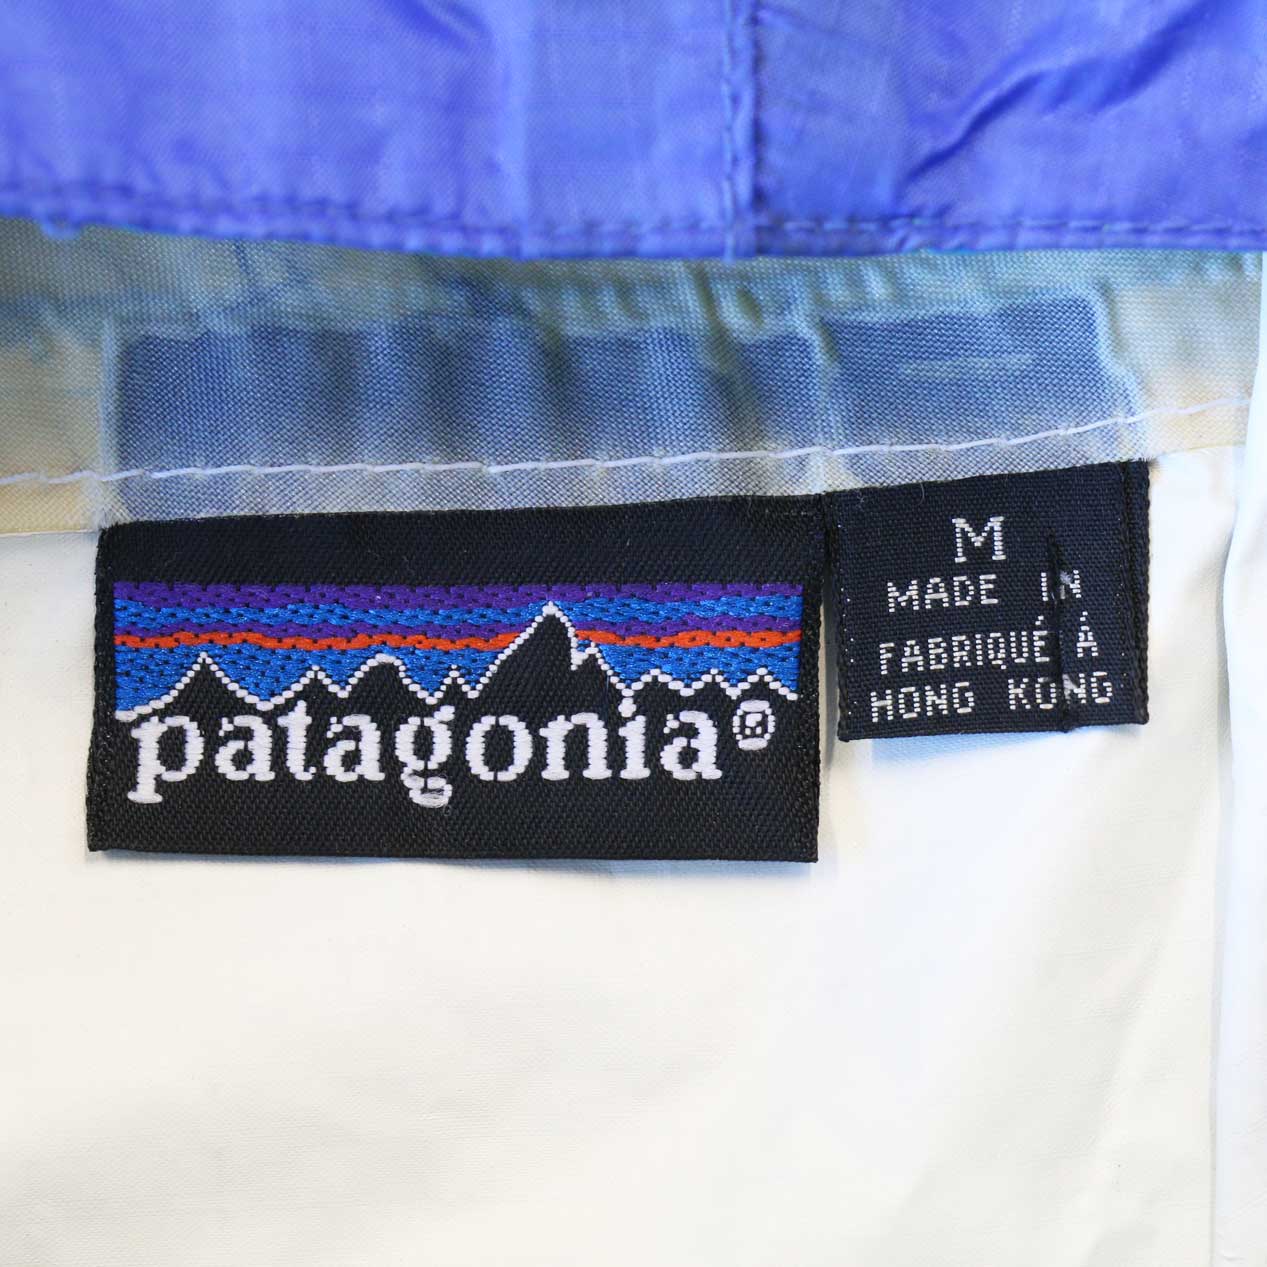 patagonia®
M
MADE IN
FABRIQUÉ Á
HONG KONG